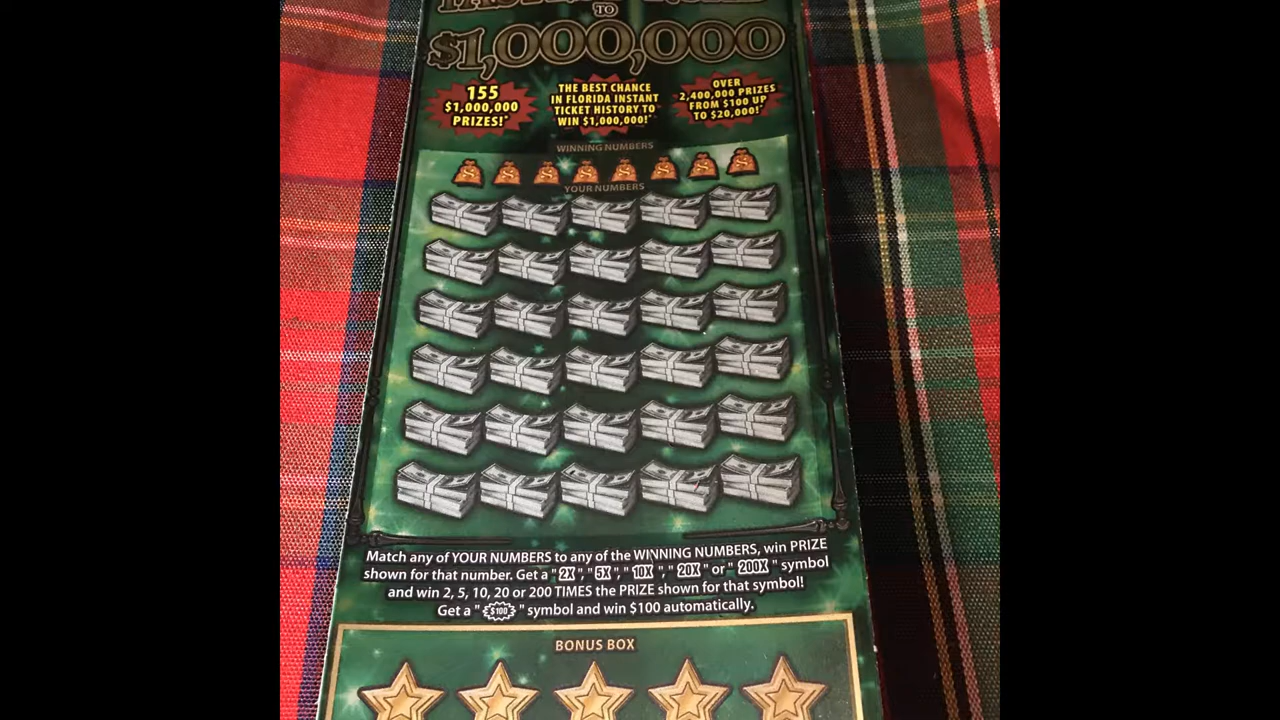 TO
$1,000,000
155
$1,000,000
PRIZES!*
THE BEST CHANCE
IN FLORIDA INSTANT
TICKET HISTORY TO
WIN $1,000,000!*
OVER
2,400,000 PRIZES
FROM $100 UP
TO $20,000!*
WINNING NUMBERS
YOUR NUMBERS
Match any of YOUR NUMBERS to any of the WINNING NUMBERS, win PRIZE
shown for that number. Get a "2X", "5X", "10X", "20X" or "200X" symbol
and win 2, 5, 10, 20 or 200 TIMES the PRIZE shown for that symbol!
Get a "$100" symbol and win $100 automatically.
BONUS BOX